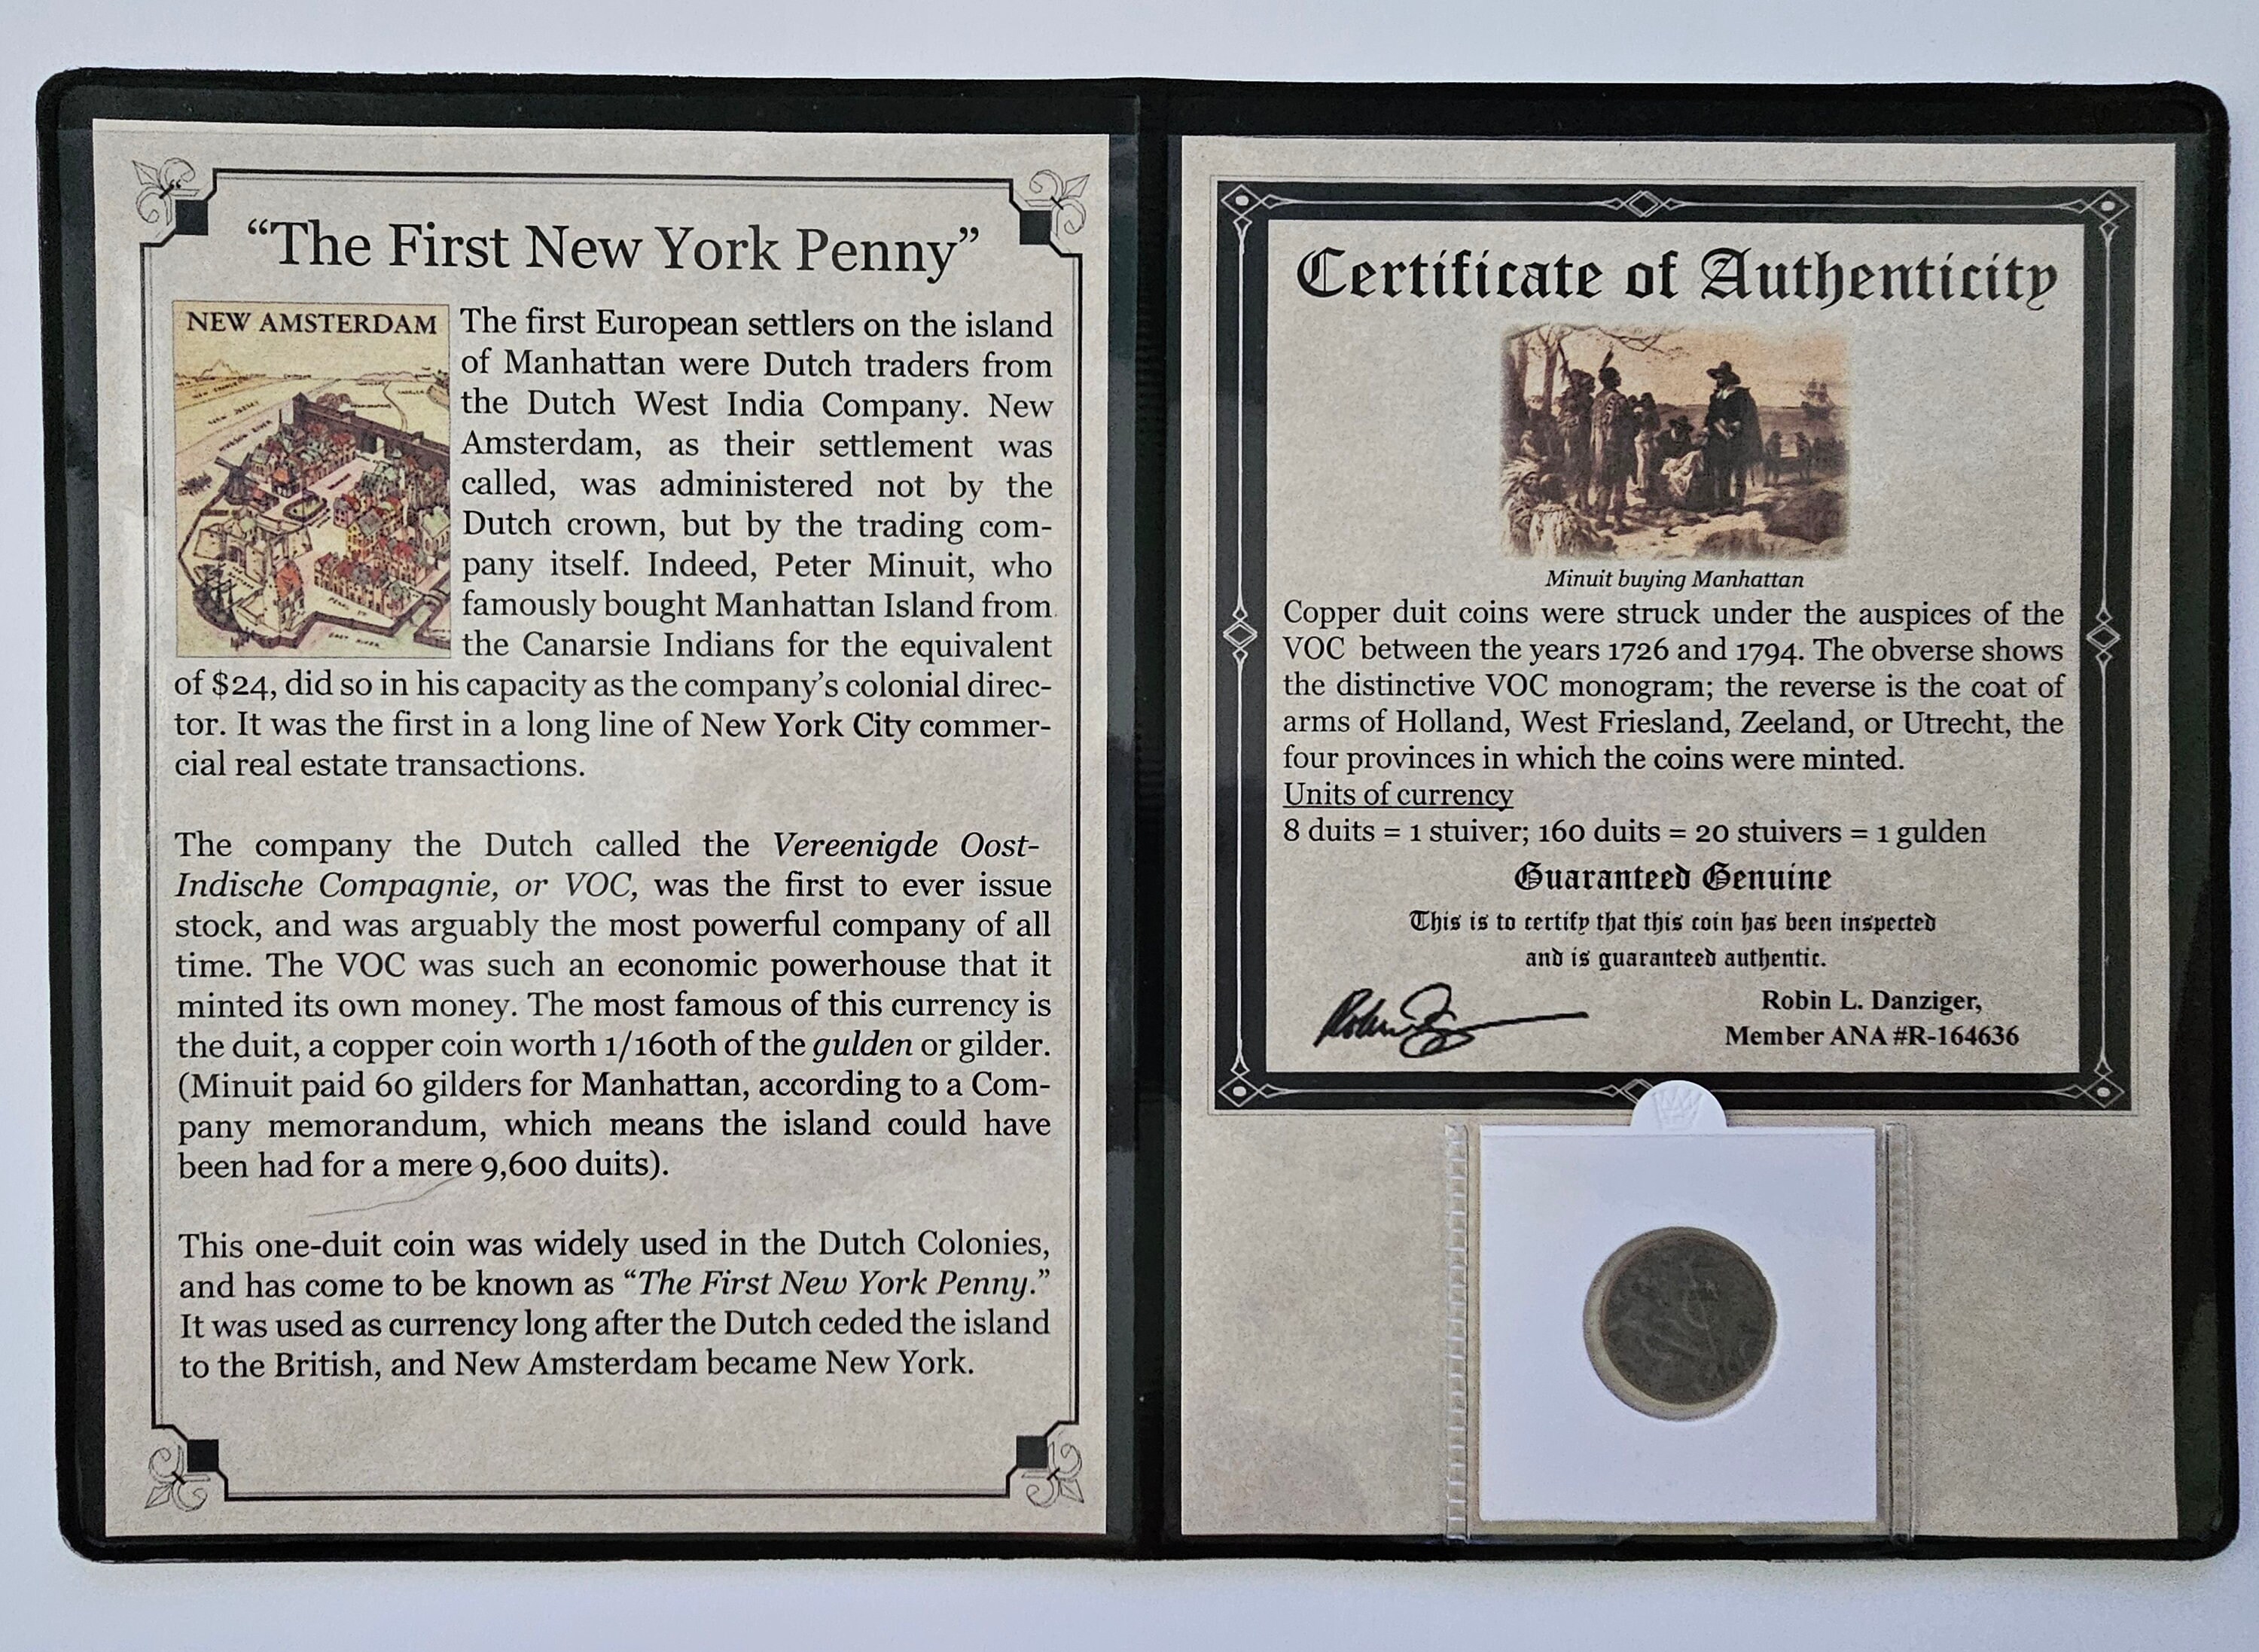 “The First New York Penny”
NEW AMSTERDAM
The first European settlers on the island
of Manhattan were Dutch traders from
the Dutch West India Company. New
Amsterdam, as their settlement was
called, was administered not by the
Dutch crown, but by the trading com-
pany itself. Indeed, Peter Minuit, who
famously bought Manhattan Island from
the Canarsie Indians for the equivalent
of $24, did so in his capacity as the company’s colonial direc-
tor. It was the first in a long line of New York City commer-
cial real estate transactions.
The company the Dutch called the Vereenigde Oost-
Indische Compagnie, or VOC, was the first to ever issue
stock, and was arguably the most powerful company of all
time. The VOC was such an economic powerhouse that it
minted its own money. The most famous of this currency is
the duit, a copper coin worth 1/160th of the gulden or gilder.
(Minuit paid 60 gilders for Manhattan, according to a Com-
pany memorandum, which means the island could have
been had for a mere 9,600 duits).
This one-duit coin was widely used in the Dutch Colonies,
and has come to be known as “The First New York Penny.”
It was used as currency long after the Dutch ceded the island
to the British, and New Amsterdam became New York.
Certificate of Authenticity
Minuit buying Manhattan
Copper duit coins were struck under the auspices of the
VOC between the years 1726 and 1794. The obverse shows
the distinctive VOC monogram; the reverse is the coat of
arms of Holland, West Friesland, Zeeland, or Utrecht, the
four provinces in which the coins were minted.
Units of currency
8 duits = 1 stuiver; 160 duits = 20 stuivers = 1 gulden
Guaranteed Genuine
This is to certify that this coin has been inspected
and is guaranteed authentic.
Robin L. Danziger,
Member ANA #R-164636